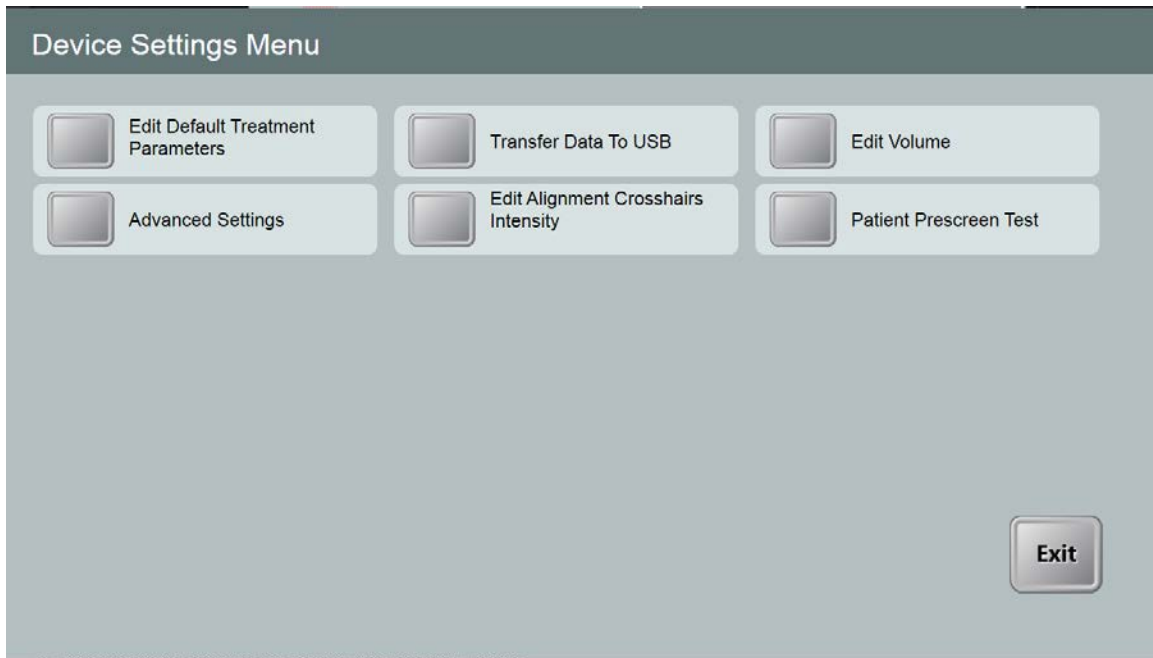 Device Settings Menu
Edit Default Treatment
Parameters
Transfer Data To USB
Edit Volume
Advanced Settings
Edit Alignment Crosshairs
Intensity
Patient Prescreen Test
Exit